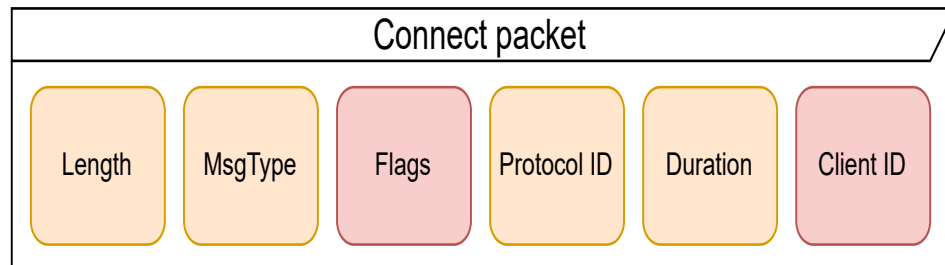 Connect packet
Length
MsgType
Flags
Protocol ID
Duration
Client ID